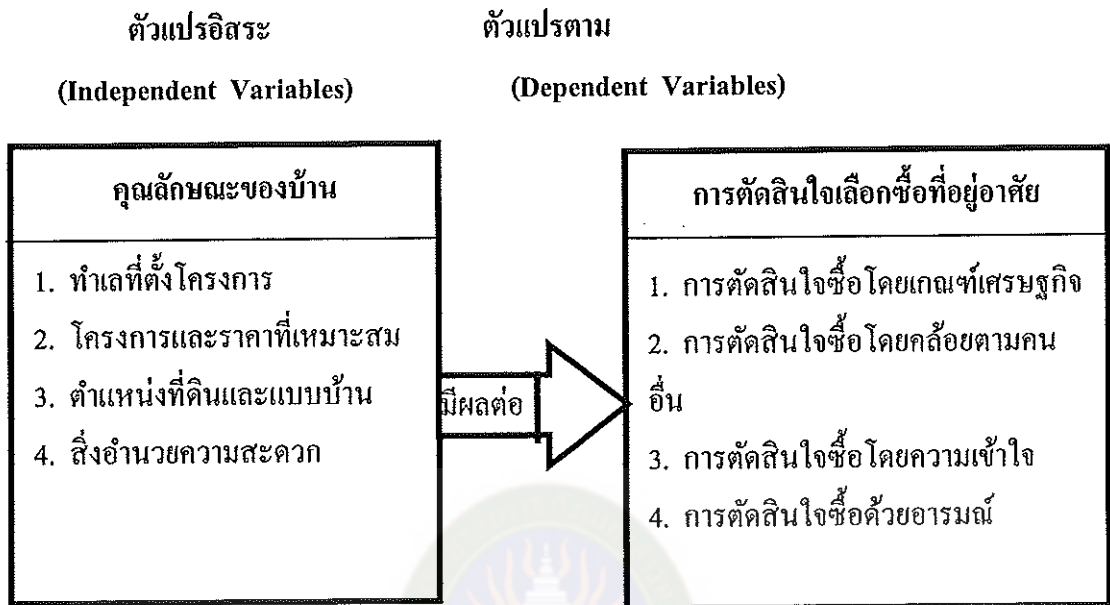 ตัวแปรอิสระ
(Independent Variables)
ตัวแปรตาม
(Dependent Variables)
คุณลักษณะของบ้าน
1. ทำเลที่ตั้งโครงการ
2. โครงการและราคาที่เหมาะสม
3. ตำแหน่งที่ดินและแบบบ้าน
4. สิ่งอำนวยความสะดวก
มีผลต่อ
การตัดสินใจเลือกซื้อที่อยู่อาศัย
1. การตัดสินใจซื้อโดยเกณฑ์เศรษฐกิจ
2. การตัดสินใจซื้อโดยคล้อยตามคน
อื่น
3. การตัดสินใจซื้อโดยความเข้าใจ
4. การตัดสินใจซื้อด้วยอารมณ์